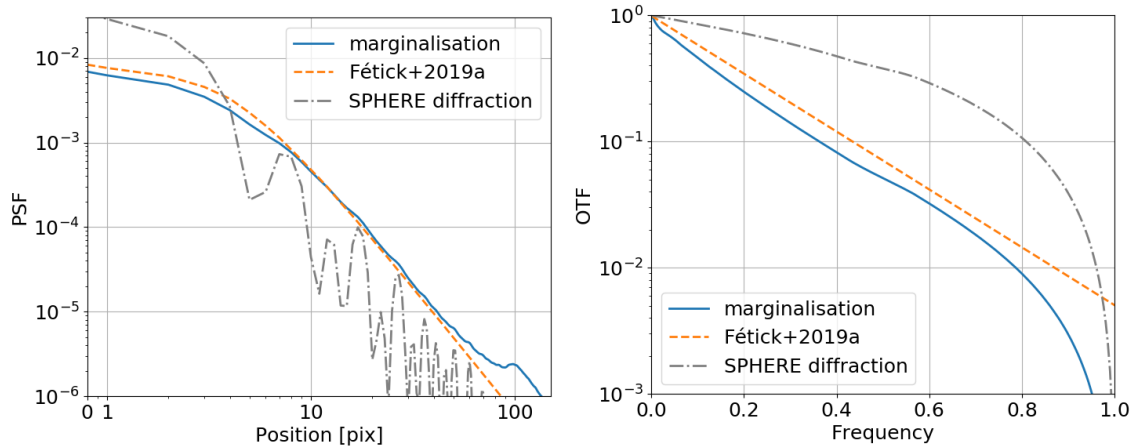 10⁻²
10⁻³
10⁻⁴
10⁻⁵
10⁻⁶
PSF
0 1 10 100
Position [pix]
marginalisation
Fétick+2019a
SPHERE diffraction
10⁰
10⁻¹
10⁻²
10⁻³
OTF
0.0 0.2 0.4 0.6 0.8 1.0
Frequency
marginalisation
Fétick+2019a
SPHERE diffraction